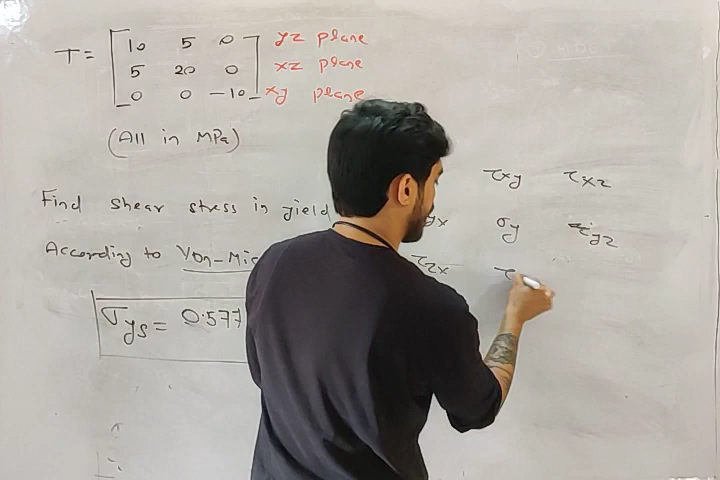 T = 10 5 0 yz plane
5 20 0 xz plane
0 0 -10 xy plane
(All in MPa)
τxy τxz
Find shear stress in yield
yx σy τyz
According to Von-Mis
τzx τ
σys = 0.577